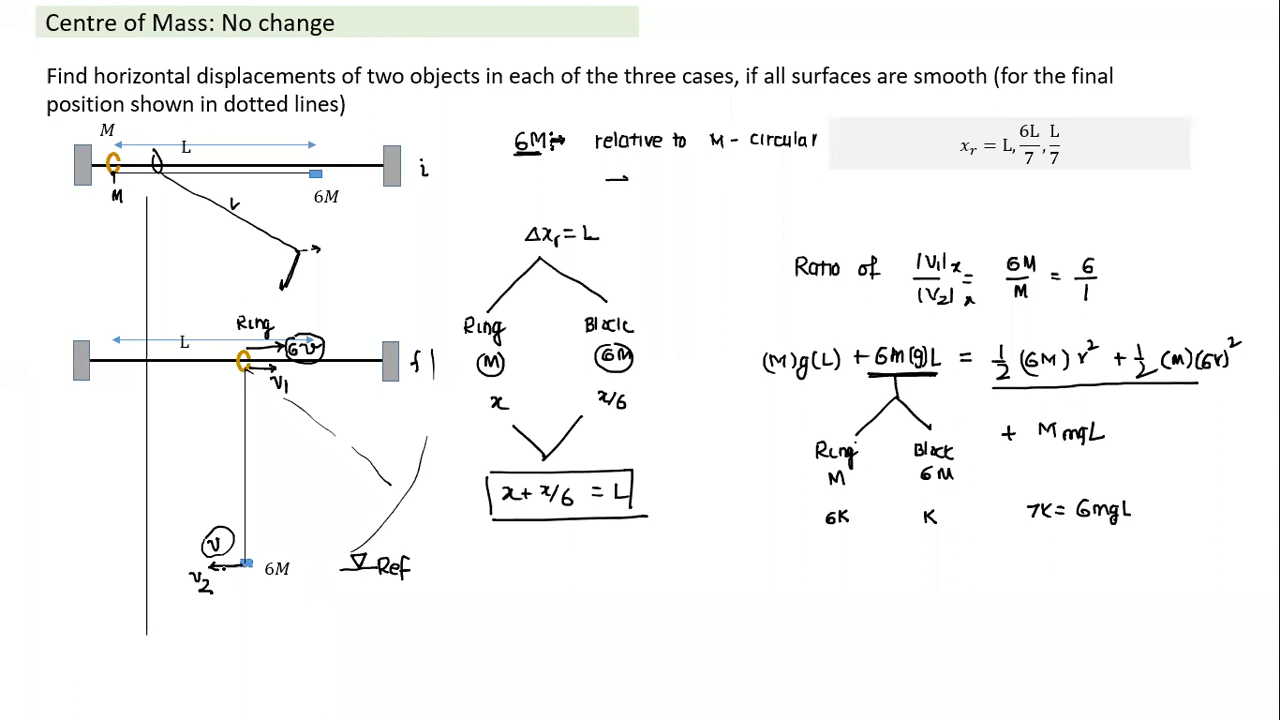 Centre of Mass: No change
Find horizontal displacements of two objects in each of the three cases, if all surfaces are smooth (for the final
position shown in dotted lines)
M
L
M
6M
i
L
6M: relative to M - circular
x_r = L, 6L/7, L/7
Δx_r = L
Ring Block
M 6M
x x/6
x + x/6 = L
Ratio of |V1|x / |V2|x = 6M/M = 6/1
Ring
L
6v
v1
f
(M)g(L) + 6m(g)L = 1/2 (6M) v² + 1/2 (m)(6v)²
+ MmgL
Ring Block
M 6M
6K K
7K = 6mgL
v
v2
6M
Ref